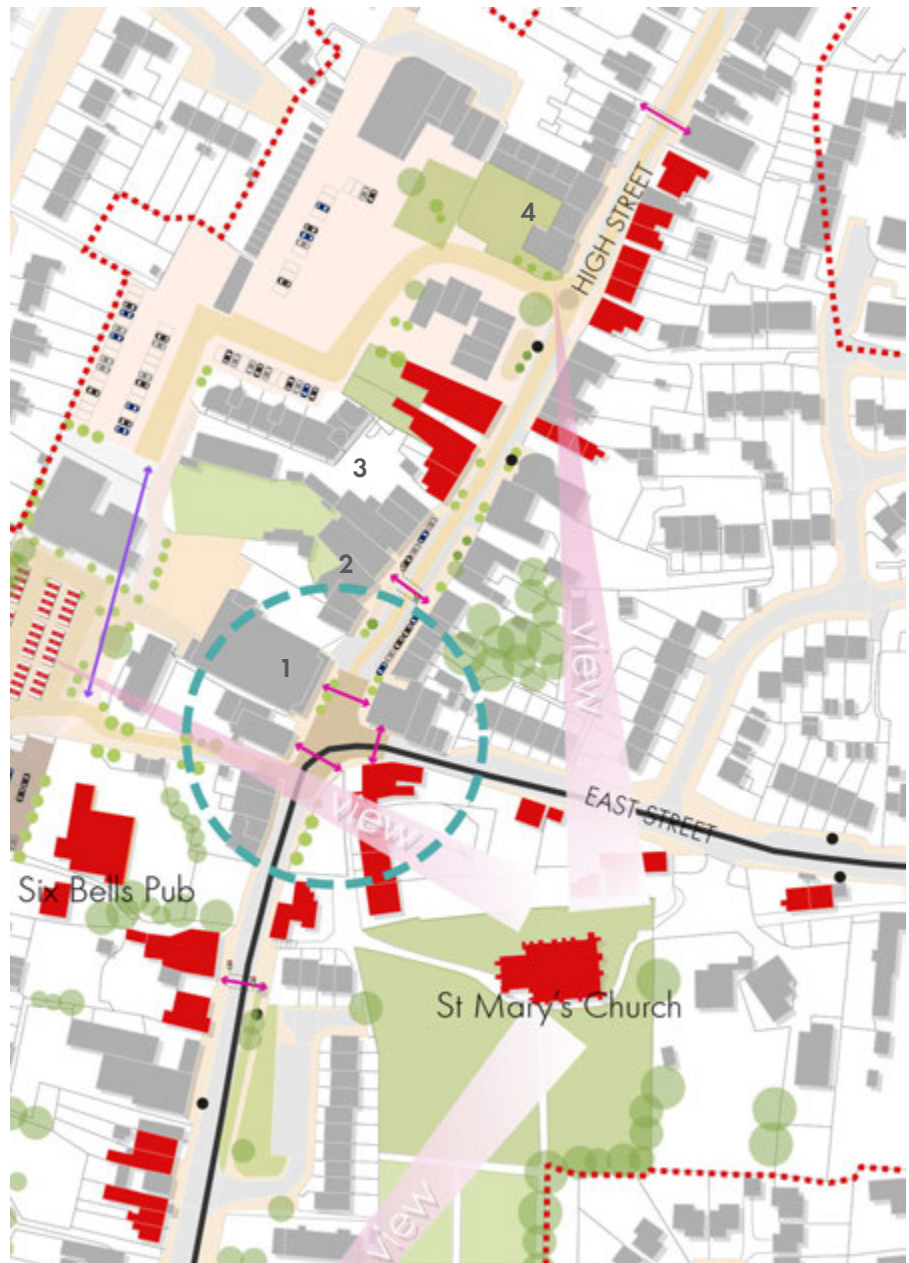 4
HIGH STREET
3
2
1
view
view
EAST STREET
Six Bells Pub
St Mary's Church
view